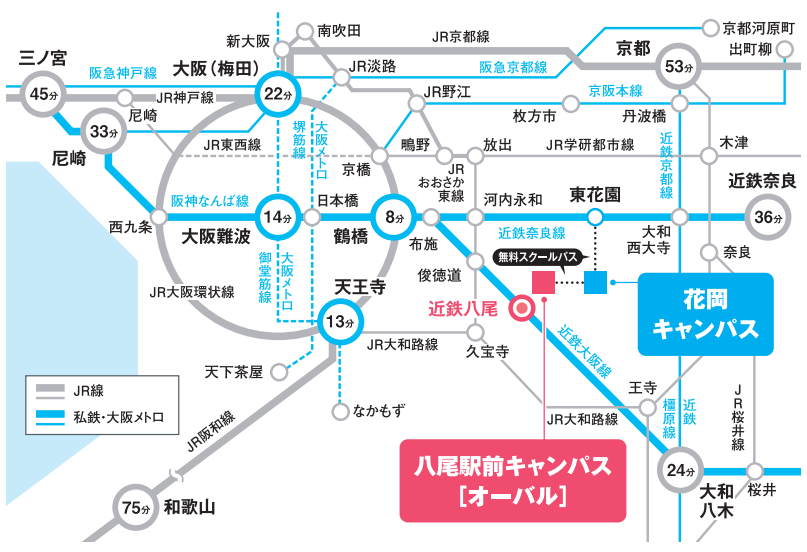 京都河原町
南吹田
新大阪
JR京都線
京都
出町柳
三ノ宮
阪急神戸線
大阪（梅田）
JR淡路
阪急京都線
53分
45分
JR神戸線
22分
JR野江
京阪本線
尼崎
33分
枚方市
丹波橋
尼崎
JR東西線
堺筋線
大阪メトロ
京橋
鴫野
放出
JR学研都市線
木津
JR
おおさか
東線
近鉄京都線
阪神なんば線
日本橋
河内永和
東花園
近鉄奈良
14分
8分
36分
西九条
大阪難波
鶴橋
布施
近鉄奈良線
大和
西大寺
奈良
御堂筋線
大阪メトロ
無料スクールバス
俊徳道
JR大阪環状線
天王寺
近鉄八尾
花岡
キャンパス
13分
近鉄大阪線
JR大和路線
久宝寺
天下茶屋
JR線
私鉄・大阪メトロ
なかもず
王寺
JR大和路線
近鉄
橿原線
JR桜井線
JR阪和線
八尾駅前キャンパス
[オーバル]
24分
大和
八木
桜井
75分
和歌山